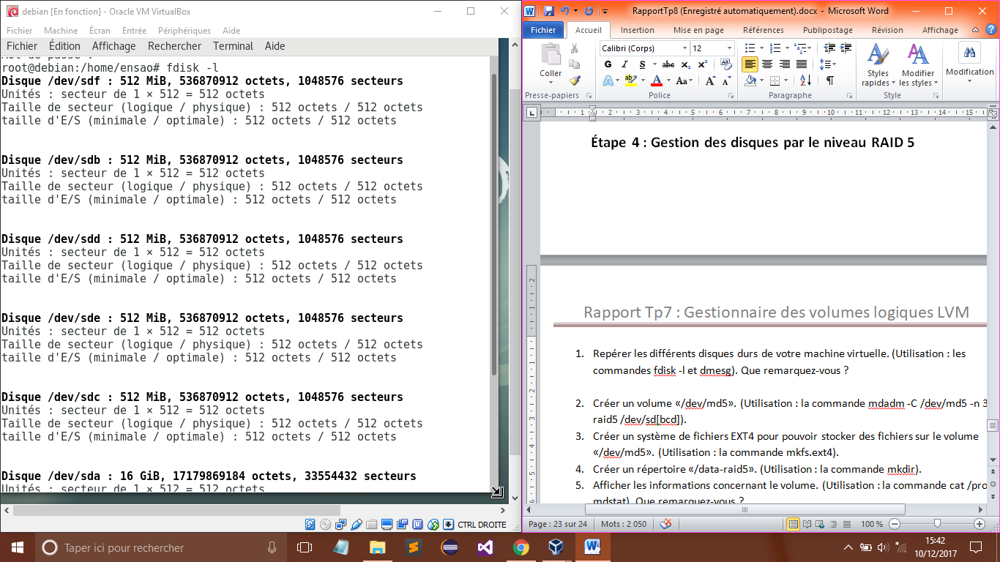 debian [En fonction] - Oracle VM VirtualBox
Fichier Machine Écran Entrée Périphériques Aide
Fichier Édition Affichage Rechercher Terminal Aide
root@debian:/home/ensao# fdisk -l
Disque /dev/sdf : 512 MiB, 536870912 octets, 1048576 secteurs
Unités : secteur de 1 × 512 = 512 octets
Taille de secteur (logique / physique) : 512 octets / 512 octets
taille d'E/S (minimale / optimale) : 512 octets / 512 octets
Disque /dev/sdb : 512 MiB, 536870912 octets, 1048576 secteurs
Unités : secteur de 1 × 512 = 512 octets
Taille de secteur (logique / physique) : 512 octets / 512 octets
taille d'E/S (minimale / optimale) : 512 octets / 512 octets
Disque /dev/sdd : 512 MiB, 536870912 octets, 1048576 secteurs
Unités : secteur de 1 × 512 = 512 octets
Taille de secteur (logique / physique) : 512 octets / 512 octets
taille d'E/S (minimale / optimale) : 512 octets / 512 octets
Disque /dev/sde : 512 MiB, 536870912 octets, 1048576 secteurs
Unités : secteur de 1 × 512 = 512 octets
Taille de secteur (logique / physique) : 512 octets / 512 octets
taille d'E/S (minimale / optimale) : 512 octets / 512 octets
Disque /dev/sdc : 512 MiB, 536870912 octets, 1048576 secteurs
Unités : secteur de 1 × 512 = 512 octets
Taille de secteur (logique / physique) : 512 octets / 512 octets
taille d'E/S (minimale / optimale) : 512 octets / 512 octets
Disque /dev/sda : 16 GiB, 17179869184 octets, 33554432 secteurs
Unités : secteur de 1 × 512 = 512 octets
CTRL DROITE
RapportTp8 (Enregistré automatiquement).docx - Microsoft Word
Fichier Accueil Insertion Mise en page Références Publipostage Révision Affichage
Calibri (Corps) 12
Coller
G I S abc x₂ x²
Styles rapides
Modifier les styles
Modification
Presse-papiers Police Paragraphe Style
1 2 3 4 5 6 7 8 9 10 11 12 13 14 15
Étape 4 : Gestion des disques par le niveau RAID 5
Rapport Tp7 : Gestionnaire des volumes logiques LVM
1. Repérer les différents disques durs de votre machine virtuelle. (Utilisation : les
commandes fdisk -l et dmesg). Que remarquez-vous ?
2. Créer un volume «/dev/md5». (Utilisation : la commande mdadm -C /dev/md5 -n 3
raid5 /dev/sd[bcd]).
3. Créer un système de fichiers EXT4 pour pouvoir stocker des fichiers sur le volume
«/dev/md5». (Utilisation : la commande mkfs.ext4).
4. Créer un répertoire «/data-raid5». (Utilisation : la commande mkdir).
5. Afficher les informations concernant le volume. (Utilisation : la commande cat /pro
mdstat). Que remarquez-vous ?
Page : 23 sur 24 Mots : 2 050 100 %
Taper ici pour rechercher
15:42
10/12/2017